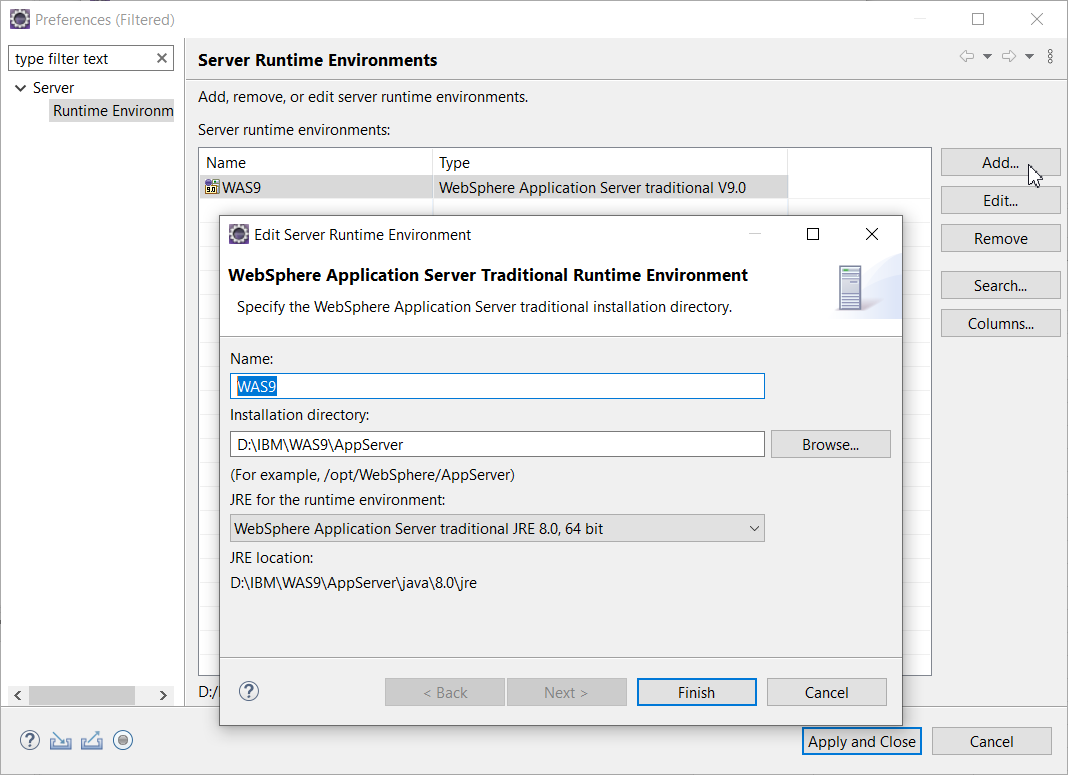 Preferences (Filtered)
type filter text
Server
Runtime Environm
Server Runtime Environments
Add, remove, or edit server runtime environments.
Server runtime environments:
Name Type
WAS9 WebSphere Application Server traditional V9.0
Add...
Edit...
Remove
Search...
Columns...
Edit Server Runtime Environment
WebSphere Application Server Traditional Runtime Environment
Specify the WebSphere Application Server traditional installation directory.
Name:
WAS9
Installation directory:
D:\IBM\WAS9\AppServer
Browse...
(For example, /opt/WebSphere/AppServer)
JRE for the runtime environment:
WebSphere Application Server traditional JRE 8.0, 64 bit
JRE location:
D:\IBM\WAS9\AppServer\java\8.0\jre
< Back Next > Finish Cancel
D:/
Apply and Close Cancel